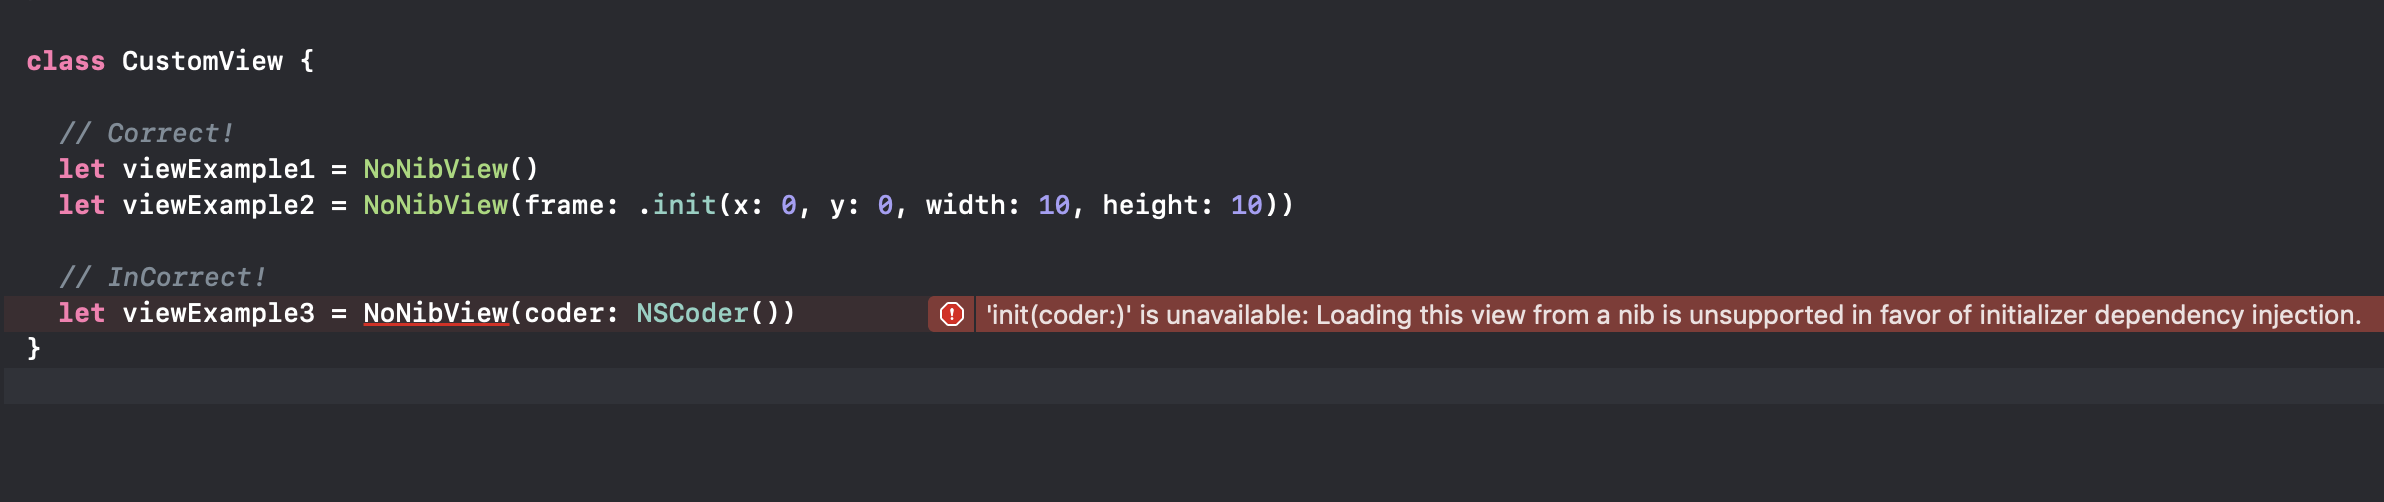 class CustomView {
// Correct!
let viewExample1 = NoNibView()
let viewExample2 = NoNibView(frame: .init(x: 0, y: 0, width: 10, height: 10))
// InCorrect!
let viewExample3 = NoNibView(coder: NSCoder()) 'init(coder:)' is unavailable: Loading this view from a nib is unsupported in favor of initializer dependency injection.
}